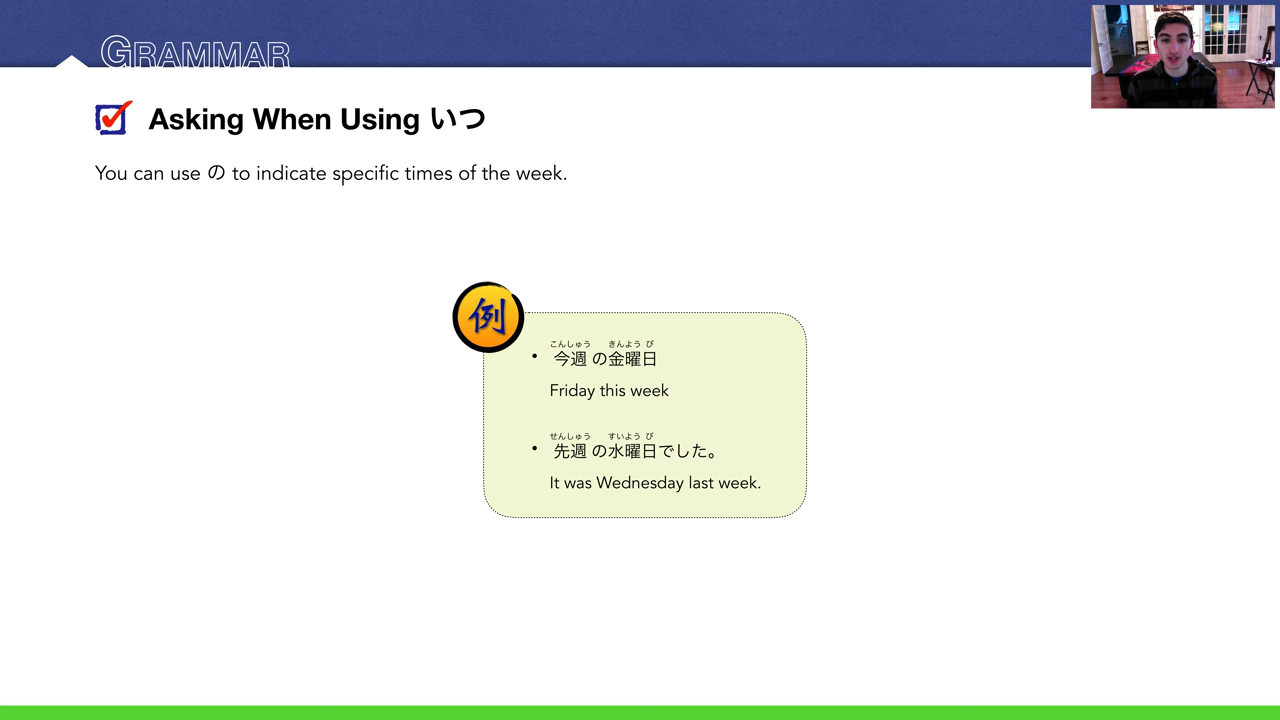 GRAMMAR
Asking When Using いつ
You can use の to indicate specific times of the week.
例
こんしゅう きんよう び
• 今週の金曜日
Friday this week
せんしゅう すいよう び
• 先週の水曜日でした。
It was Wednesday last week.